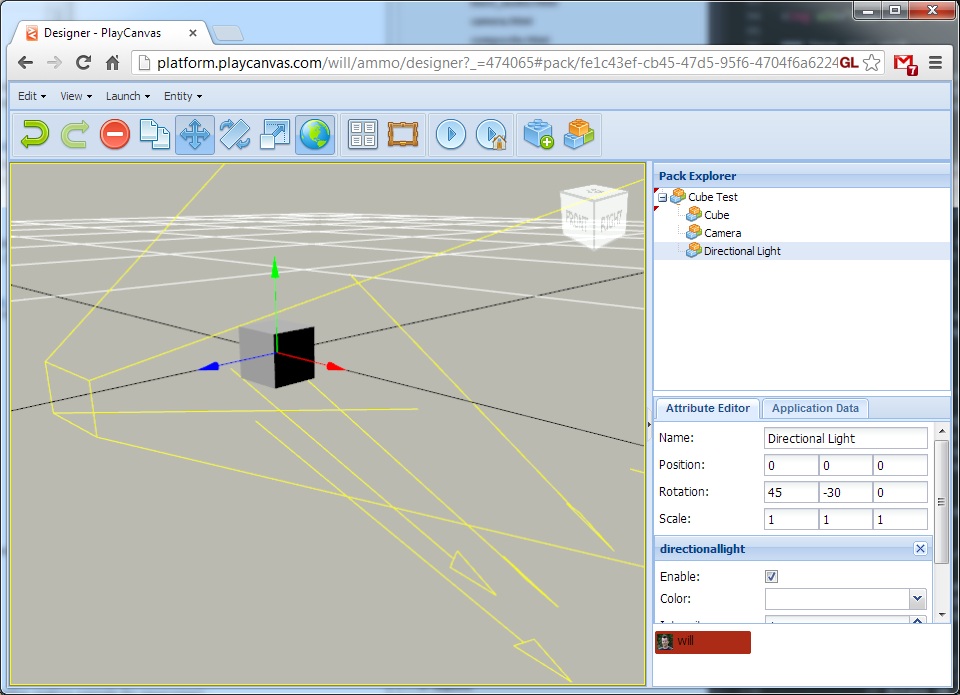 Designer - PlayCanvas
platform.playcanvas.com/will/ammo/designer?_=474065#pack/fe1c43ef-cb45-47d5-95f6-4704f6a6224
GL
7
Edit View Launch Entity
Pack Explorer
Cube Test
Cube
Camera
Directional Light
FRONT RIGHT
Attribute Editor Application Data
Name: Directional Light
Position: 0 0 0
Rotation: 45 -30 0
Scale: 1 1 1
directionallight
Enable:
Color:
will